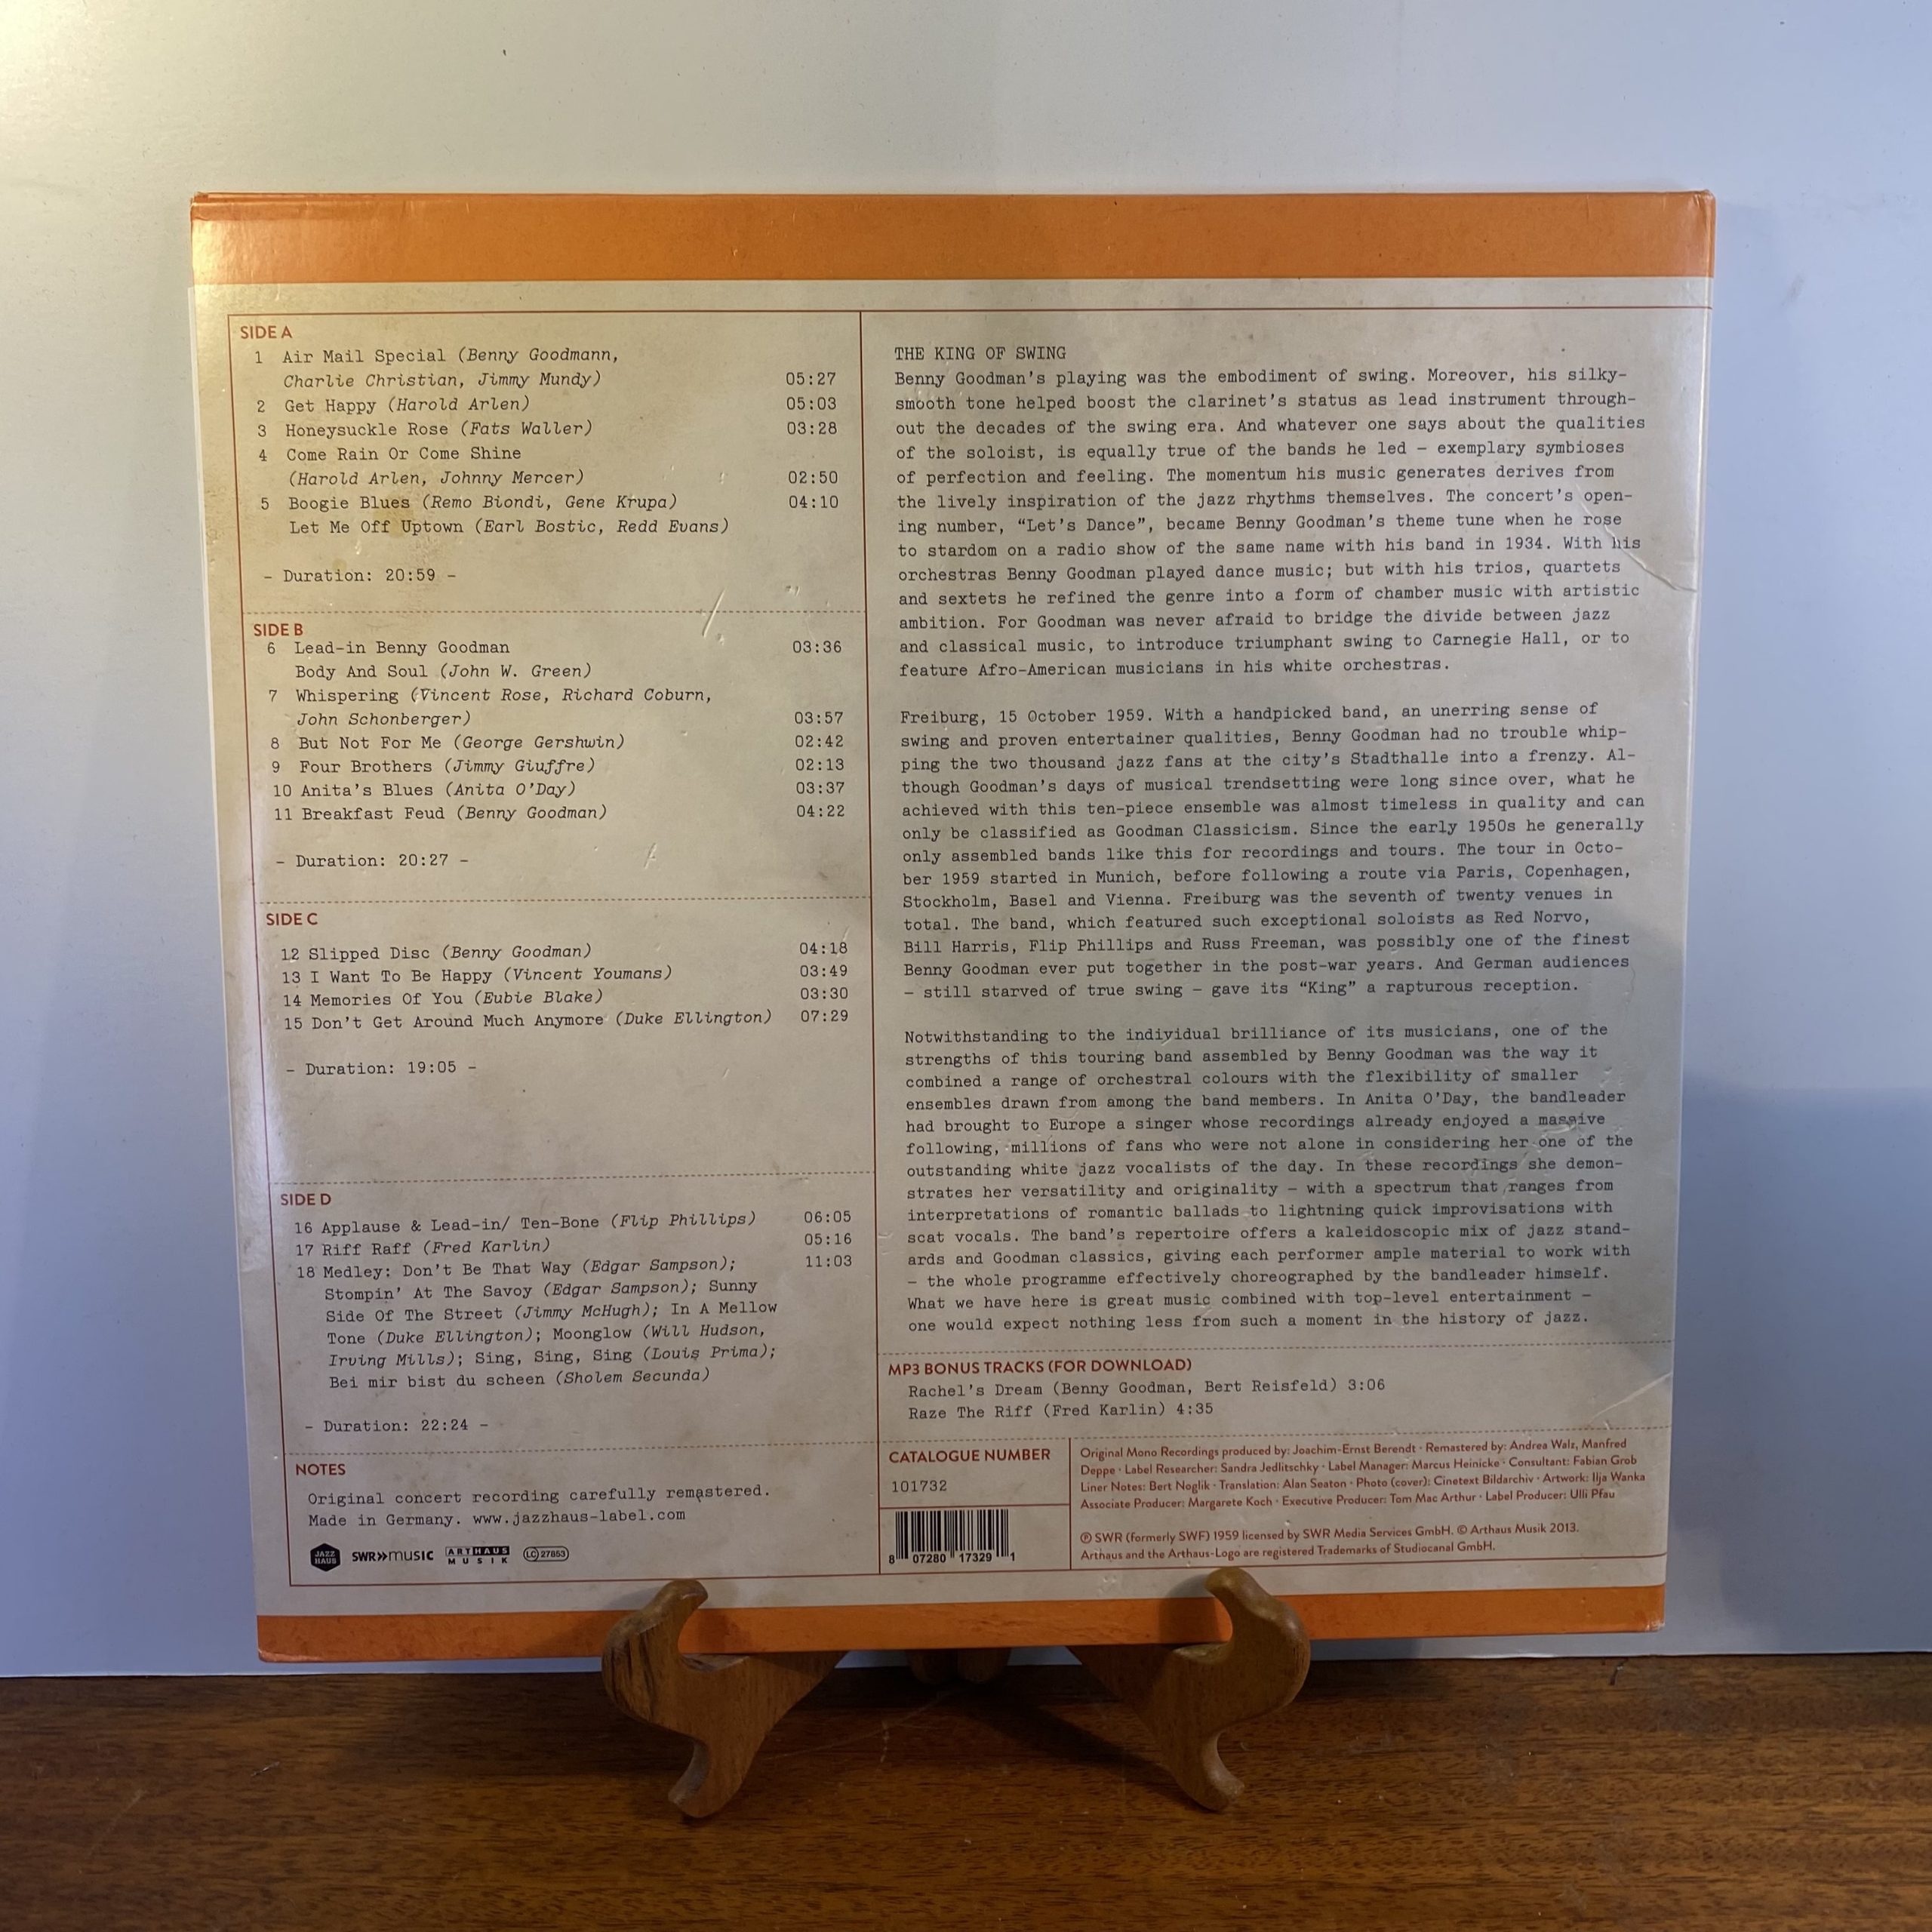 SIDE A
1 Air Mail Special (Benny Goodmann,
Charlie Christian, Jimmy Mundy) 05:27
2 Get Happy (Harold Arlen) 05:03
3 Honeysuckle Rose (Fats Waller) 03:28
4 Come Rain Or Come Shine
(Harold Arlen, Johnny Mercer) 02:50
5 Boogie Blues (Remo Biondi, Gene Krupa) 04:10
Let Me Off Uptown (Earl Bostic, Redd Evans)
- Duration: 20:59 -
SIDE B
6 Lead-in Benny Goodman 03:36
Body And Soul (John W. Green)
7 Whispering (Vincent Rose, Richard Coburn,
John Schonberger) 03:57
8 But Not For Me (George Gershwin) 02:42
9 Four Brothers (Jimmy Giuffre) 02:13
10 Anita's Blues (Anita O'Day) 03:37
11 Breakfast Feud (Benny Goodman) 04:22
- Duration: 20:27 -
SIDE C
12 Slipped Disc (Benny Goodman) 04:18
13 I Want To Be Happy (Vincent Youmans) 03:49
14 Memories Of You (Eubie Blake) 03:30
15 Don't Get Around Much Anymore (Duke Ellington) 07:29
- Duration: 19:05 -
SIDE D
16 Applause & Lead-in/ Ten-Bone (Flip Phillips) 06:05
17 Riff Raff (Fred Karlin) 05:16
18 Medley: Don't Be That Way (Edgar Sampson); 11:03
Stompin' At The Savoy (Edgar Sampson); Sunny
Side Of The Street (Jimmy McHugh); In A Mellow
Tone (Duke Ellington); Moonglow (Will Hudson,
Irving Mills); Sing, Sing, Sing (Louis Prima);
Bei mir bist du scheen (Sholem Secunda)
- Duration: 22:24 -
NOTES
Original concert recording carefully remastered.
Made in Germany. www.jazzhaus-label.com
JAZZ
HAUS
SWR»music
ARTHAUS
MUSIK
LC 27853
THE KING OF SWING
Benny Goodman's playing was the embodiment of swing. Moreover, his silky-
smooth tone helped boost the clarinet's status as lead instrument through-
out the decades of the swing era. And whatever one says about the qualities
of the soloist, is equally true of the bands he led – exemplary symbioses
of perfection and feeling. The momentum his music generates derives from
the lively inspiration of the jazz rhythms themselves. The concert's open-
ing number, “Let's Dance”, became Benny Goodman's theme tune when he rose
to stardom on a radio show of the same name with his band in 1934. With his
orchestras Benny Goodman played dance music; but with his trios, quartets
and sextets he refined the genre into a form of chamber music with artistic
ambition. For Goodman was never afraid to bridge the divide between jazz
and classical music, to introduce triumphant swing to Carnegie Hall, or to
feature Afro-American musicians in his white orchestras.
Freiburg, 15 October 1959. With a handpicked band, an unerring sense of
swing and proven entertainer qualities, Benny Goodman had no trouble whip-
ping the two thousand jazz fans at the city's Stadthalle into a frenzy. Al-
though Goodman's days of musical trendsetting were long since over, what he
achieved with this ten-piece ensemble was almost timeless in quality and can
only be classified as Goodman Classicism. Since the early 1950s he generally
only assembled bands like this for recordings and tours. The tour in Octo-
ber 1959 started in Munich, before following a route via Paris, Copenhagen,
Stockholm, Basel and Vienna. Freiburg was the seventh of twenty venues in
total. The band, which featured such exceptional soloists as Red Norvo,
Bill Harris, Flip Phillips and Russ Freeman, was possibly one of the finest
Benny Goodman ever put together in the post-war years. And German audiences
– still starved of true swing – gave its “King” a rapturous reception.
Notwithstanding to the individual brilliance of its musicians, one of the
strengths of this touring band assembled by Benny Goodman was the way it
combined a range of orchestral colours with the flexibility of smaller
ensembles drawn from among the band members. In Anita O'Day, the bandleader
had brought to Europe a singer whose recordings already enjoyed a massive
following, millions of fans who were not alone in considering her one of the
outstanding white jazz vocalists of the day. In these recordings she demon-
strates her versatility and originality – with a spectrum that ranges from
interpretations of romantic ballads to lightning quick improvisations with
scat vocals. The band's repertoire offers a kaleidoscopic mix of jazz stand-
ards and Goodman classics, giving each performer ample material to work with
– the whole programme effectively choreographed by the bandleader himself.
What we have here is great music combined with top-level entertainment –
one would expect nothing less from such a moment in the history of jazz.
MP3 BONUS TRACKS (FOR DOWNLOAD)
Rachel's Dream (Benny Goodman, Bert Reisfeld) 3:06
Raze The Riff (Fred Karlin) 4:35
CATALOGUE NUMBER
101732
8 07280 17329 1
Original Mono Recordings produced by: Joachim-Ernst Berendt · Remastered by: Andrea Walz, Manfred
Deppe · Label Researcher: Sandra Jedlitschky · Label Manager: Marcus Heinicke · Consultant: Fabian Grob
Liner Notes: Bert Noglik · Translation: Alan Seaton · Photo (cover): Cinetext Bildarchiv · Artwork: Ilja Wanka
Associate Producer: Margarete Koch · Executive Producer: Tom Mac Arthur · Label Producer: Ulli Pfau
℗ SWR (formerly SWF) 1959 licensed by SWR Media Services GmbH. © Arthaus Musik 2013.
Arthaus and the Arthaus-Logo are registered Trademarks of Studiocanal GmbH.